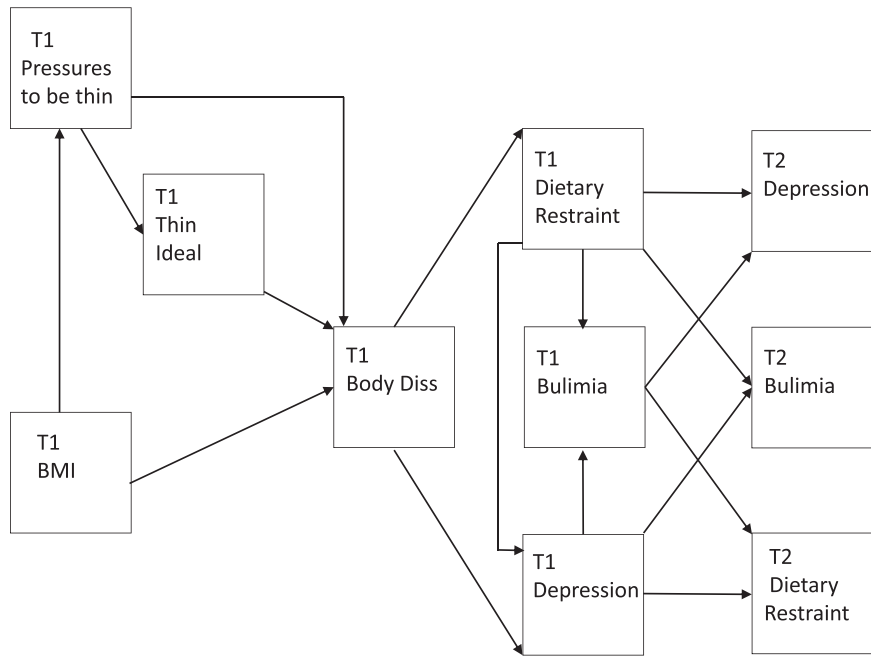 T1
Pressures
to be thin
T1
Thin
Ideal
T1
BMI
T1
Body Diss
T1
Dietary
Restraint
T1
Bulimia
T1
Depression
T2
Depression
T2
Bulimia
T2
Dietary
Restraint